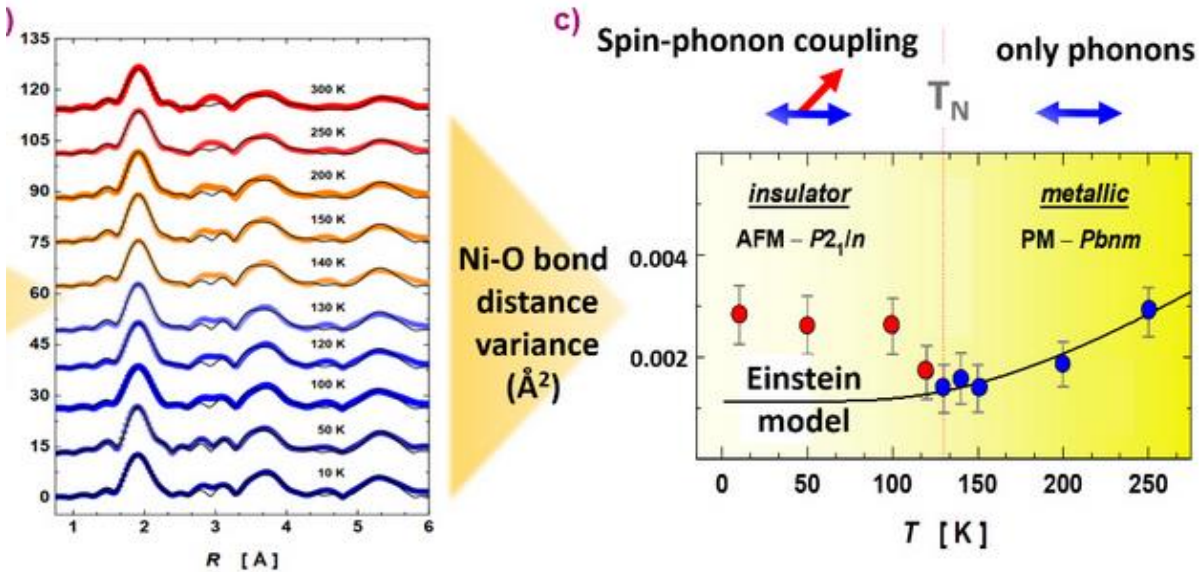 )
135
120
105
90
75
60
45
30
15
0
300 K
250 K
200 K
150 K
140 K
130 K
120 K
100 K
50 K
10 K
1 2 3 4 5 6
R [Å]
Ni-O bond
distance
variance
(Å²)
c)
Spin-phonon coupling
only phonons
T_N
insulator
AFM – P2₁/n
metallic
PM – Pbnm
0.004
0.002
Einstein
model
0 50 100 150 200 250
T [K]